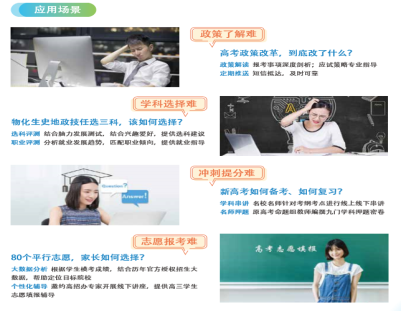 应用场景
政策了解难
高考政策改革，到底改了什么？
政策解读 报考事项深度剖析；应试策略专业指导
定期推送 短信抵达，及时可靠
学科选择难
物化生史地政技任选三科，该如何选择？
选科评测 结合脑力发展测试，结合兴趣爱好，提供选科建议
职业评测 分析就业发展趋势，匹配职业倾向，提供就业指导
冲刺提分难
新高考如何备考、如何复习？
学科串讲 名校名师针对考纲考点进行线上线下串讲
名师押题 原高考命题组教师编撰九门学科押题密卷
Question?
Answer!
志愿报考难
80个平行志愿，家长如何选择？
大数据分析 根据学生模考成绩，结合历年官方授权招生大
数据，帮助定位目标院校
个性化辅导 邀约高招办专家开展线下讲座，提供高三学生
志愿填报辅导
高考志愿填报